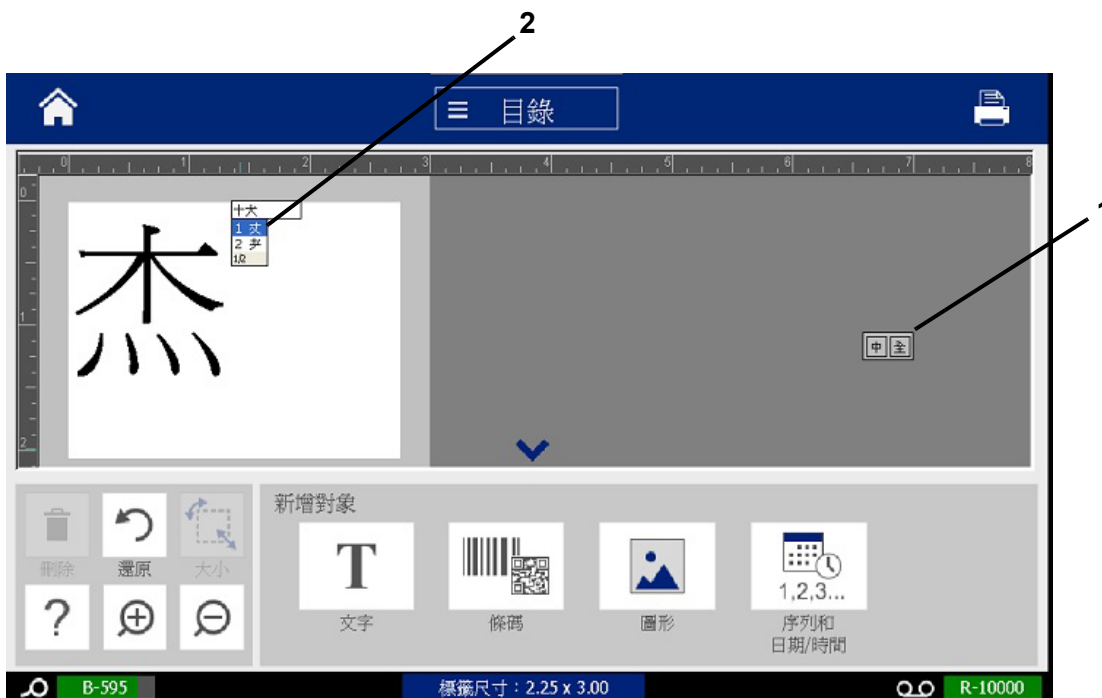 2
目錄
0 1 2 3 4 5 6 7 8
0
十大
1 丈
2
1/2
杰
1
中 全
2
新增對象
刪除 還原 大小
文字 條碼 圖形
1,2,3...
序列和
日期/時間
?
B-595 標籤尺寸：2.25 x 3.00 R-10000